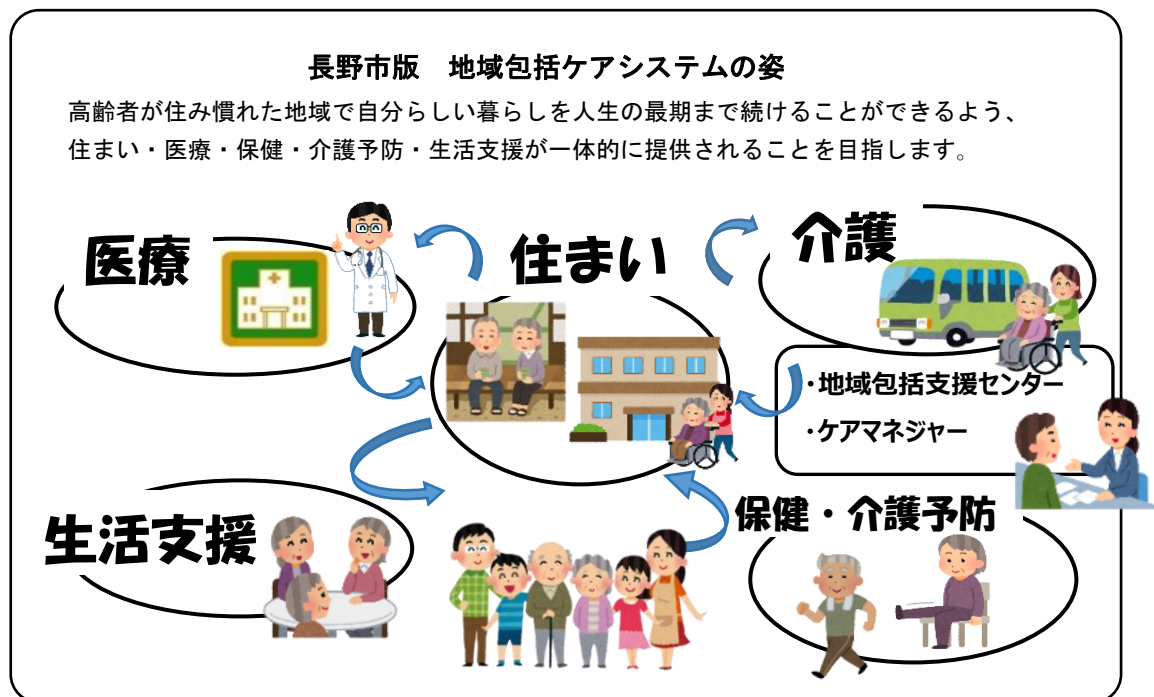 長野市版　地域包括ケアシステムの姿
高齢者が住み慣れた地域で自分らしい暮らしを人生の最期まで続けることができるよう、
住まい・医療・保健・介護予防・生活支援が一体的に提供されることを目指します。
医療
住まい
介護
・地域包括支援センター
・ケアマネジャー
生活支援
保健・介護予防